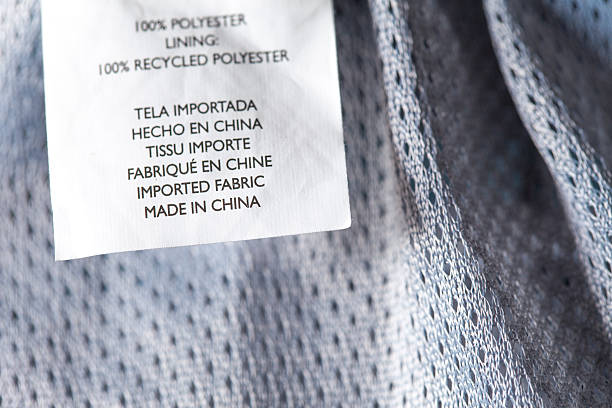 100% POLYESTER
LINING:
100% RECYCLED POLYESTER
TELA IMPORTADA
HECHO EN CHINA
TISSU IMPORTE
FABRIQUÉ EN CHINE
IMPORTED FABRIC
MADE IN CHINA